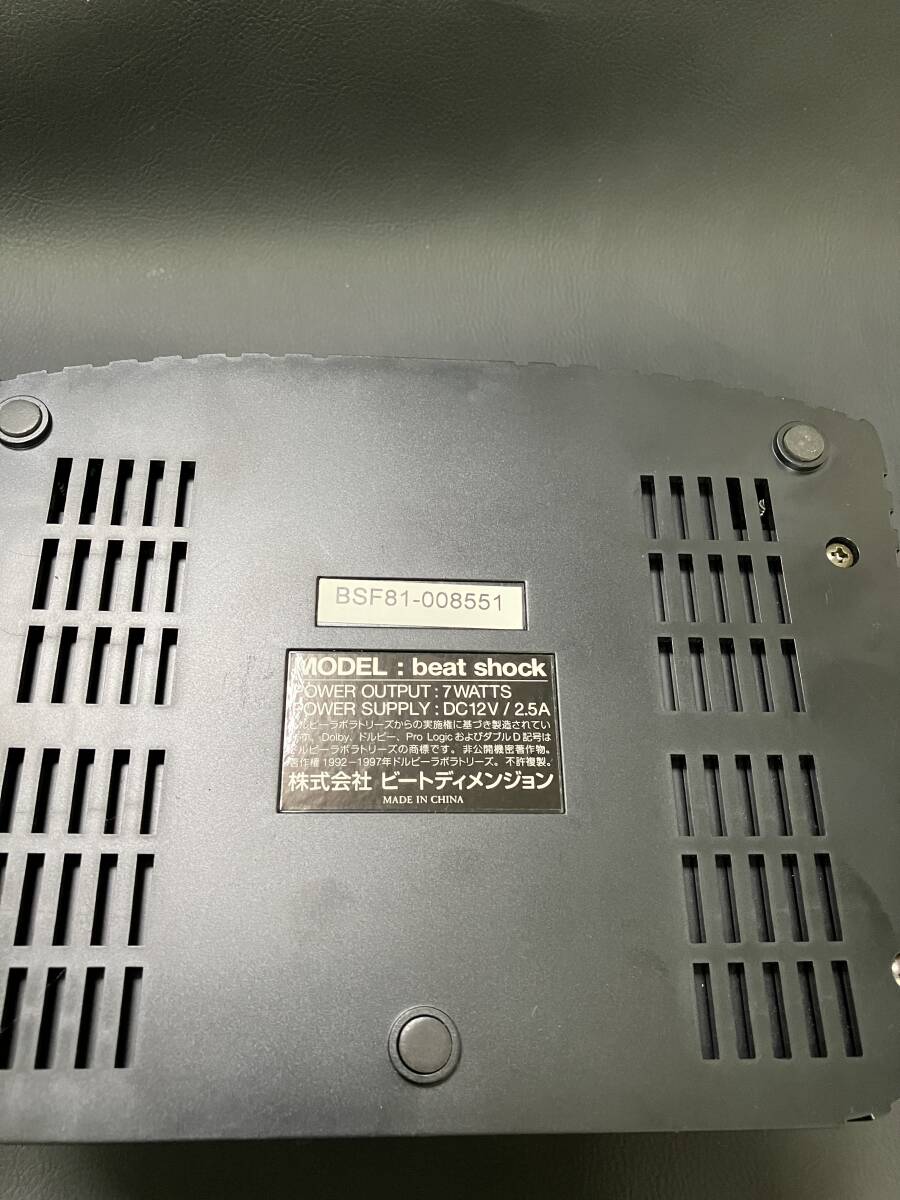 BSF81-008551
MODEL : beat shock
POWER OUTPUT : 7WATTS
POWER SUPPLY : DC12V / 2.5A
ドルビーラボラトリーズからの実施権に基づき製造されてい
ます。Dolby、ドルビー、Pro LogicおよびダブルD記号は
ドルビーラボラトリーズの商標です。非公開機密著作物。
著作権 1992-1997年ドルビーラボラトリーズ。不許複製。
株式会社 ビートディメンジョン
MADE IN CHINA